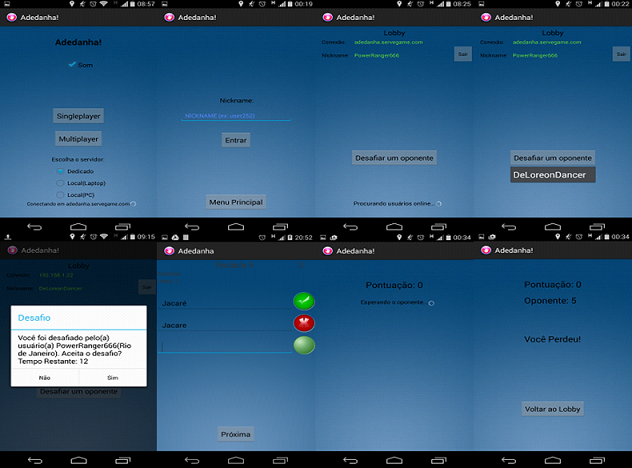 08:57
Adedanha!
Adedanha!
Som
Singleplayer
Multiplayer
Escolha o servidor
Dedicado
Local(Laptop)
Local(PC)
Conectando em adedanha.servegame.com
00:19
Adedanha!
Nickname:
NICKNAME (ex: user252)
Entrar
Menu Principal
08:25
Adedanha!
Lobby
Conexão: adedanha.servegame.com
Nickname: PowerRanger666
Sair
Desafiar um oponente
Procurando usuários online...
00:22
Adedanha!
Lobby
Conexão: adedanha.servegame.com
Nickname: PowerRanger666
Sair
Desafiar um oponente
DeLoreonDancer
09:15
Adedanha!
Lobby
Conexão: 192.168.1.22
Nickname: DeLoreonDancer
Sair
Desafio
Você foi desafiado pelo(a)
usuário(a) PowerRanger666(Rio
de Janeiro). Aceita o desafio?
Tempo Restante: 12
Não Sim
Desafiar um oponente
20:52
Adedanha
Jacaré
Jacare
Próxima
00:34
Adedanha!
Pontuação: 0
Esperando o oponente...
00:34
Adedanha!
Pontuação: 0
Oponente: 5
Você Perdeu!
Voltar ao Lobby